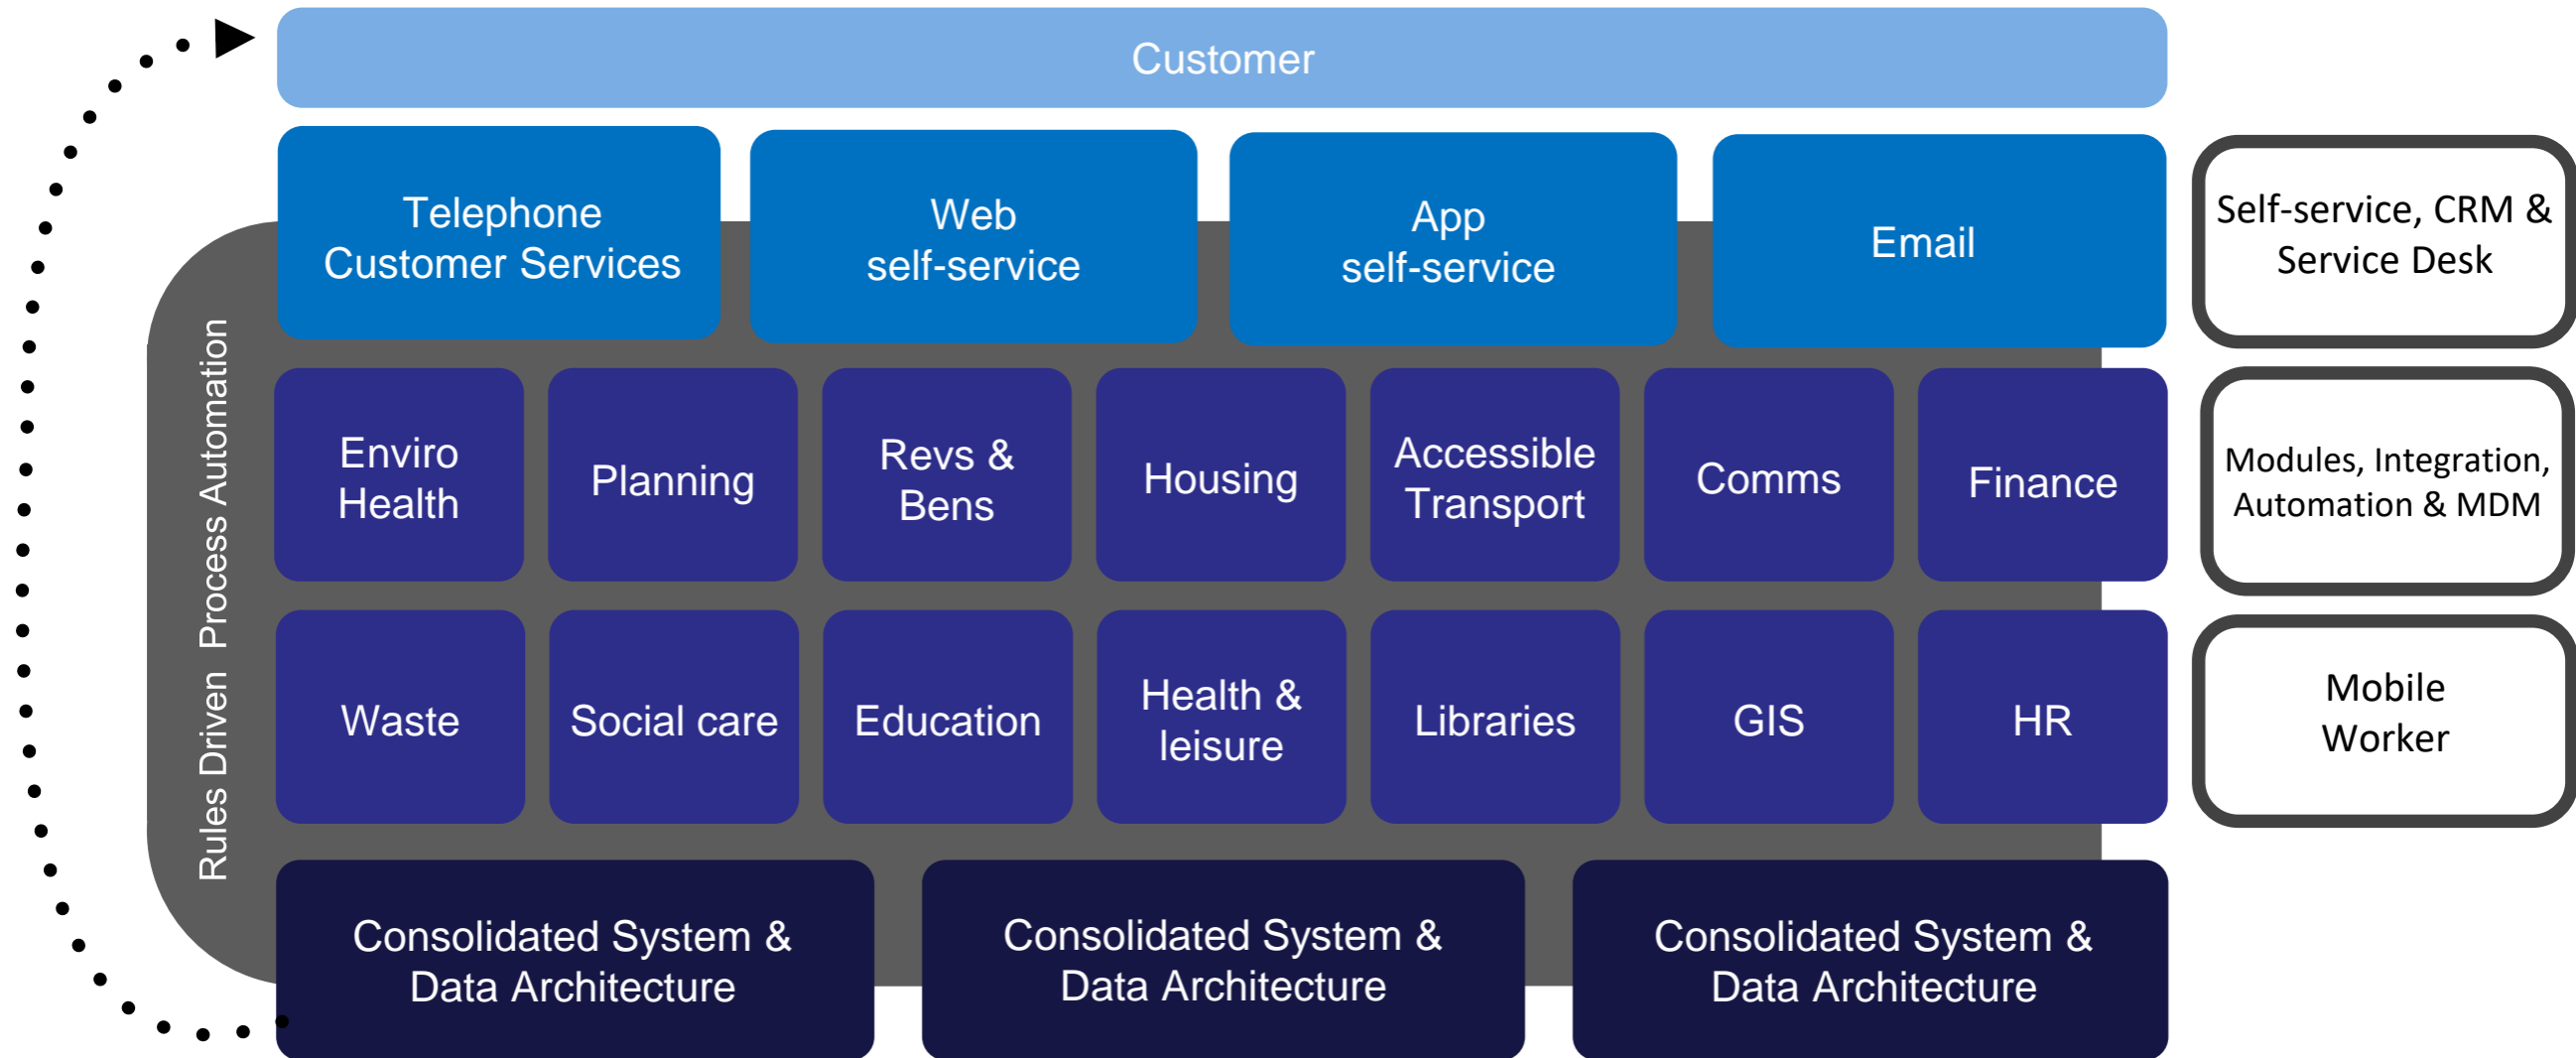 Customer
Telephone
Customer Services
Web
self-service
App
self-service
Email
Self-service, CRM &
Service Desk
Rules Driven  Process Automation
Enviro
Health
Planning
Revs &
Bens
Housing
Accessible
Transport
Comms
Finance
Modules, Integration,
Automation & MDM
Waste
Social care
Education
Health &
leisure
Libraries
GIS
HR
Mobile
Worker
Consolidated System &
Data Architecture
Consolidated System &
Data Architecture
Consolidated System &
Data Architecture